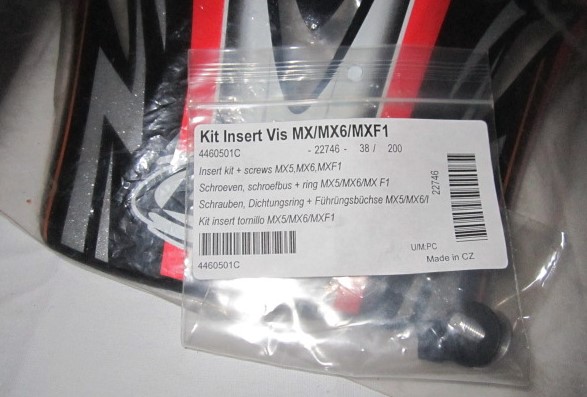 Kit Insert Vis MX/MX6/MXF1
4460501C - 22746 - 38 / 200
Insert kit + screws MX5,MX6,MXF1
Schroeven, schroefbus + ring MX5/MX6/MX F1
Schrauben, Dichtungsring + Führüngsbüchse MX5/MX6/I
Kit insert tornillo MX5/MX6/MXF1
22746
4460501C
U/M:PC
Made in CZ